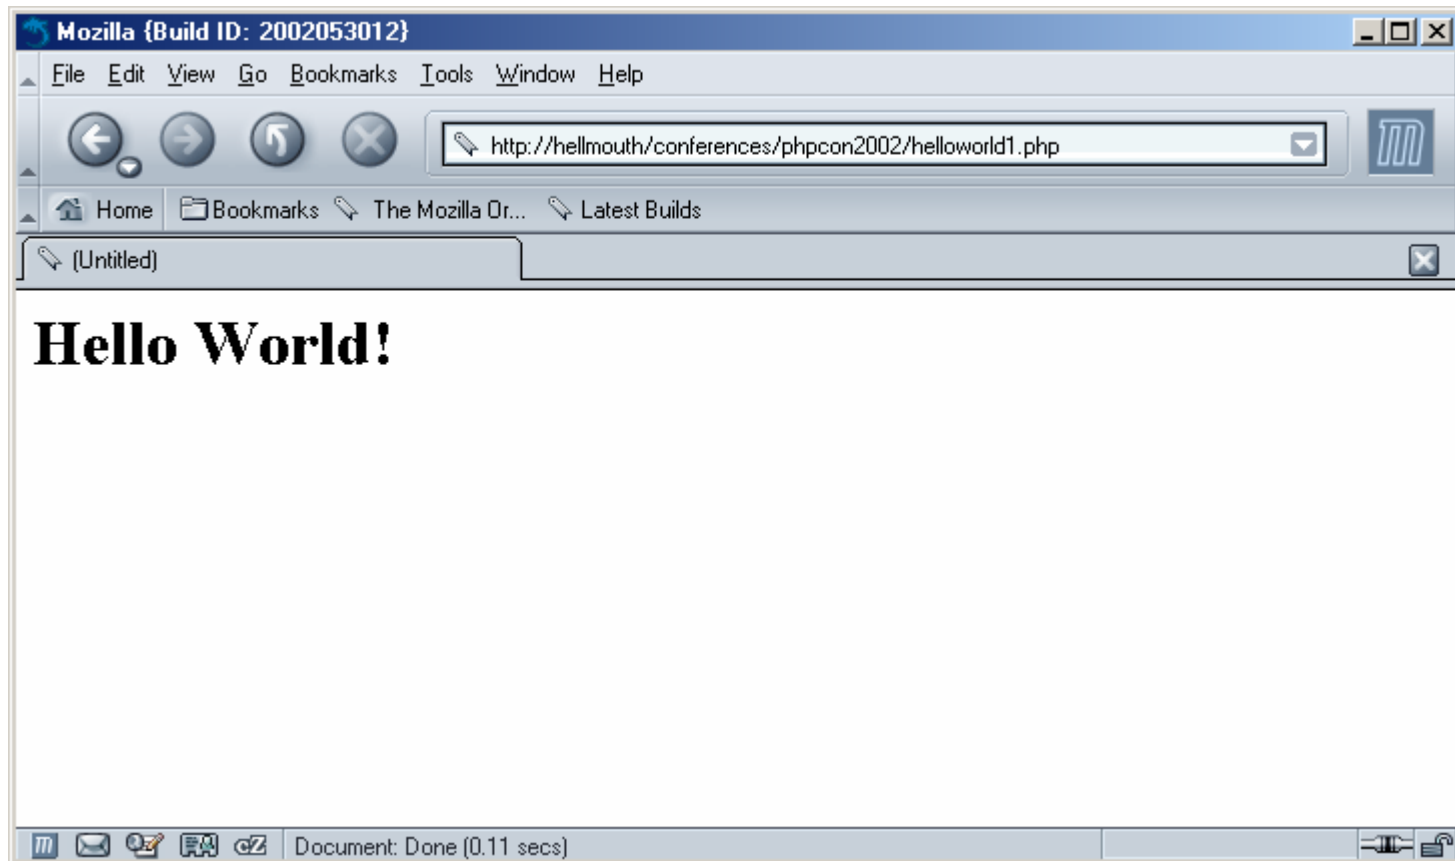 Mozilla {Build ID: 2002053012}
File Edit View Go Bookmarks Tools Window Help
http://hellmouth/conferences/phpcon2002/helloworld1.php
Home Bookmarks The Mozilla Or... Latest Builds
(Untitled)
Hello World!
Document: Done (0.11 secs)